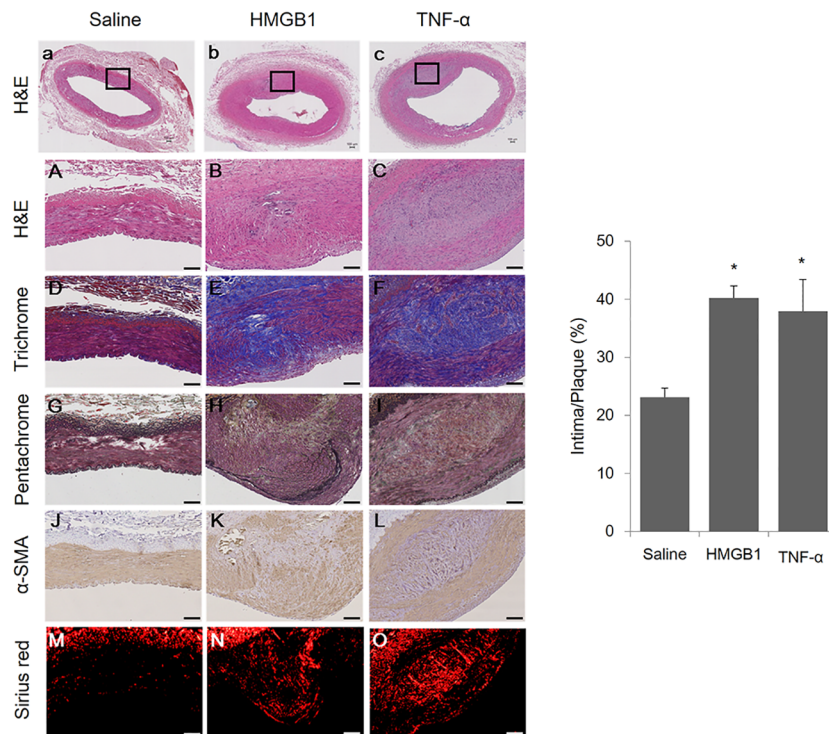 Saline HMGB1 TNF-α
H&E
a b c
H&E
A B C
Trichrome
D E F
Pentachrome
G H I
α-SMA
J K L
Sirius red
M N O
Intima/Plaque (%)
50
40
30
20
10
0
* *
Saline HMGB1 TNF-α